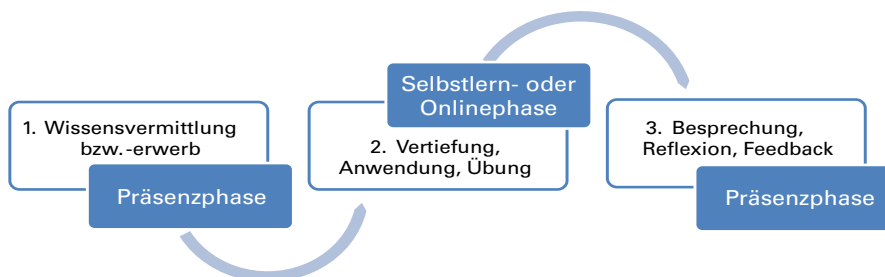 1. Wissensvermittlung
bzw. -erwerb
Präsenzphase
Selbstlern- oder
Onlinephase
2. Vertiefung,
Anwendung, Übung
3. Besprechung,
Reflexion, Feedback
Präsenzphase